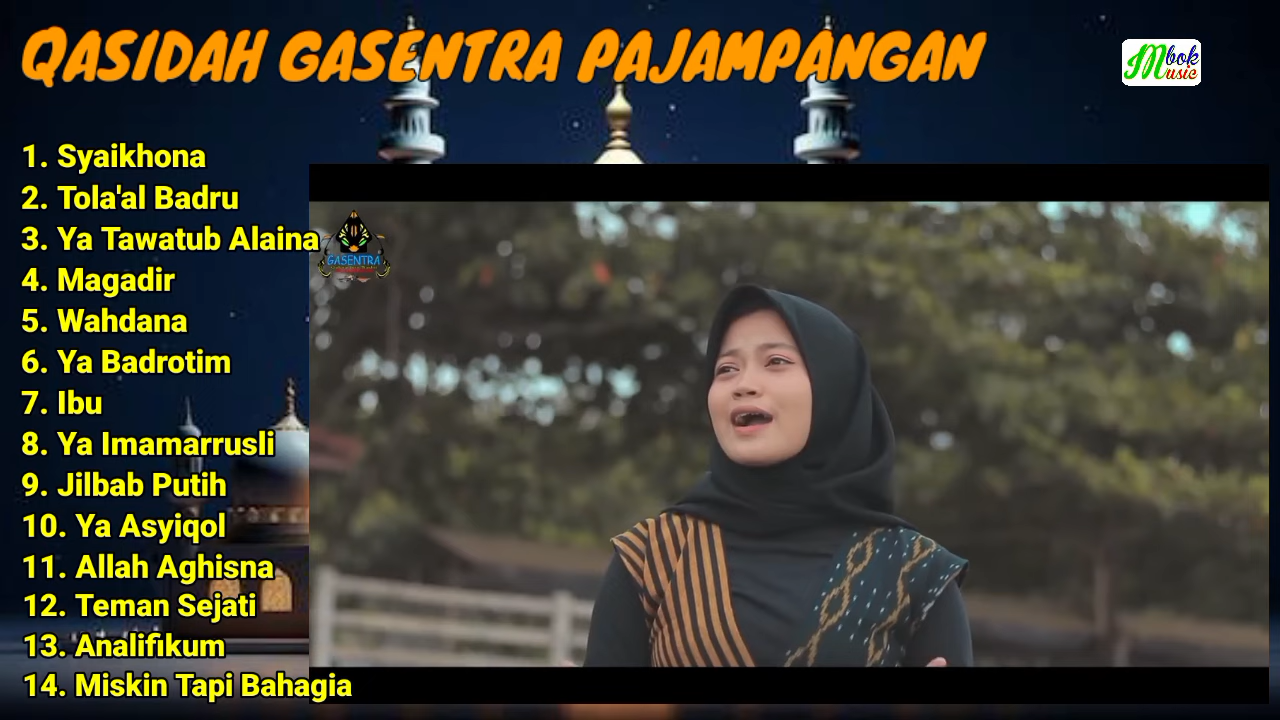 QASIDAH GASENTRA PAJAMPANGAN
Mbok
Music
1. Syaikhona
2. Tola'al Badru
3. Ya Tawatub Alaina
4. Magadir
5. Wahdana
6. Ya Badrotim
7. Ibu
8. Ya Imamarrusli
9. Jilbab Putih
10. Ya Asyiqol
11. Allah Aghisna
12. Teman Sejati
13. Analifikum
14. Miskin Tapi Bahagia
GASENTRA